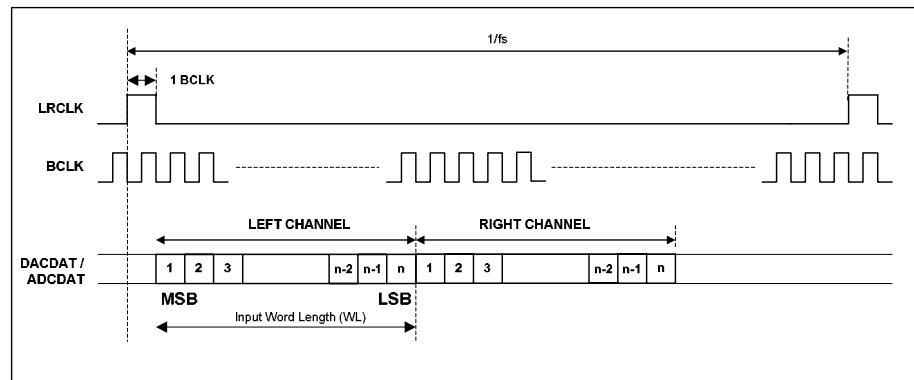 1/fs
1 BCLK
LRCLK
BCLK
LEFT CHANNEL RIGHT CHANNEL
DACDAT /
ADCDAT
1 2 3 n-2 n-1 n 1 2 3 n-2 n-1 n
MSB LSB
Input Word Length (WL)